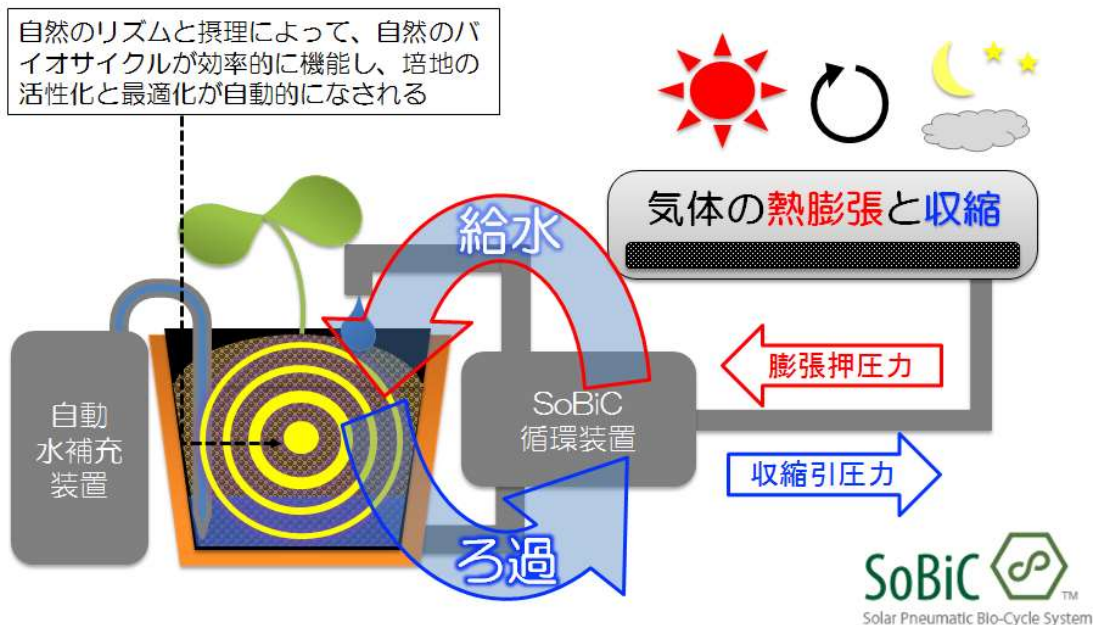 自然のリズムと摂理によって、自然のバ
イオサイクルが効率的に機能し、培地の
活性化と最適化が自動的になされる
気体の熱膨張と収縮
給水
膨張押圧力
自動
水補充
装置
SoBiC
循環装置
収縮引圧力
ろ過
SoBiC
TM
Solar Pneumatic Bio-Cycle System